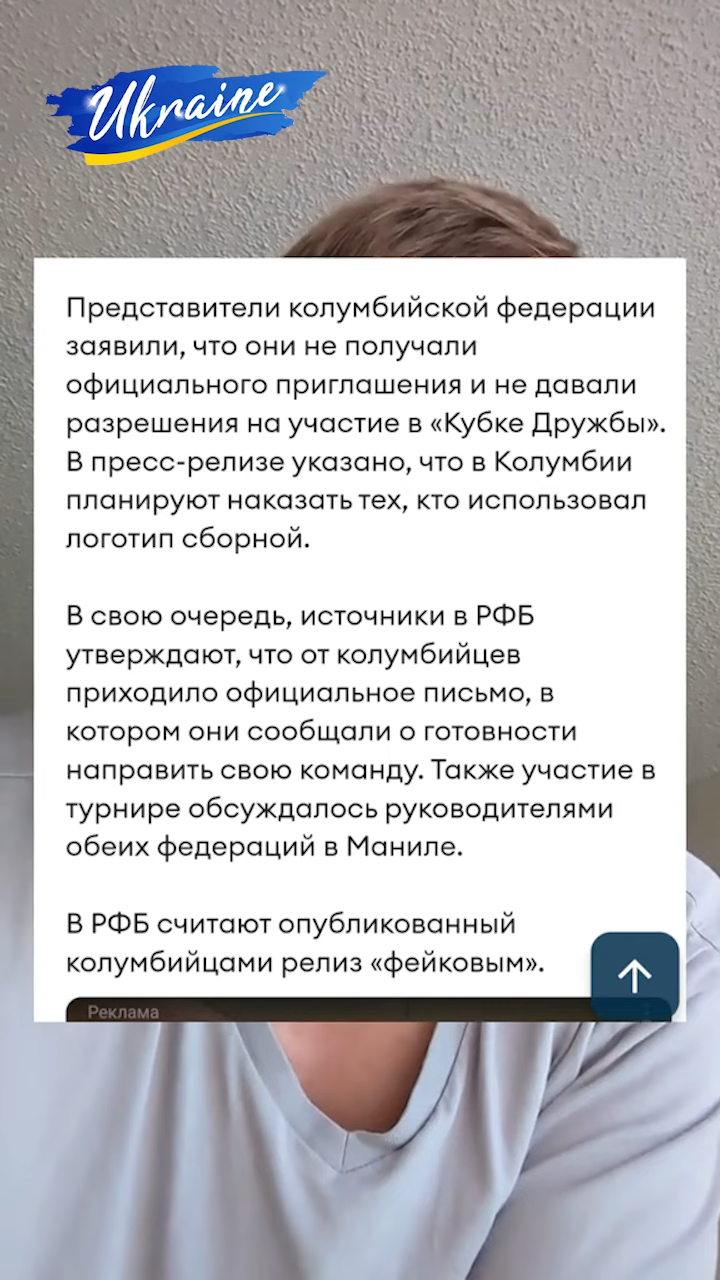 Ukraine
Представители колумбийской федерации
заявили, что они не получали
официального приглашения и не давали
разрешения на участие в «Кубке Дружбы».
В пресс-релизе указано, что в Колумбии
планируют наказать тех, кто использовал
логотип сборной.
В свою очередь, источники в РФБ
утверждают, что от колумбийцев
приходило официальное письмо, в
котором они сообщали о готовности
направить свою команду. Также участие в
турнире обсуждалось руководителями
обеих федераций в Маниле.
В РФБ считают опубликованный
колумбийцами релиз «фейковым».
Реклама